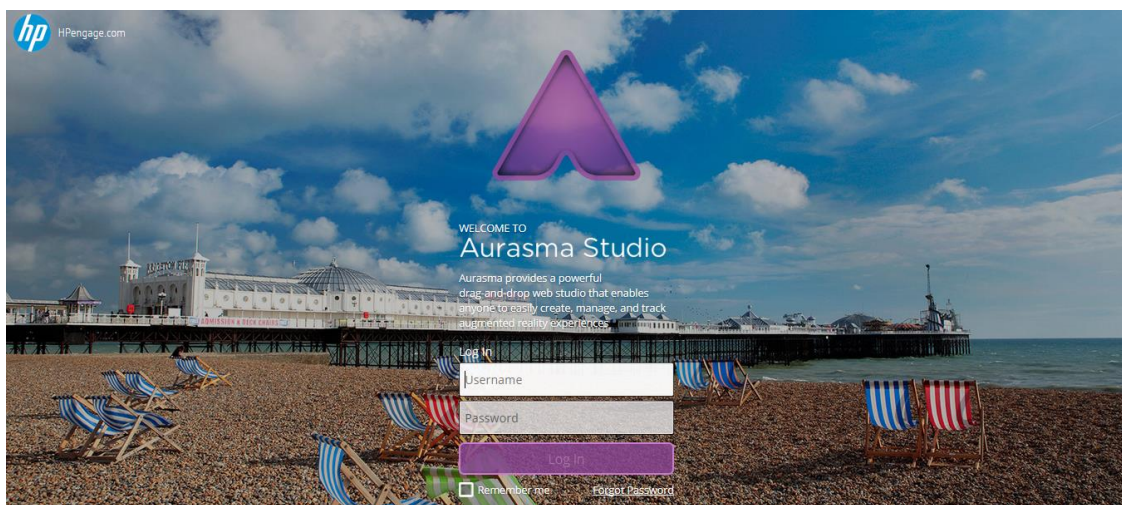 hp HPengage.com
WELCOME TO
Aurasma Studio
Aurasma provides a powerful
drag-and-drop web studio that enables
anyone to easily create, manage, and track
augmented reality experiences
Log In
Username
Password
Log In
Remember me Forgot Password